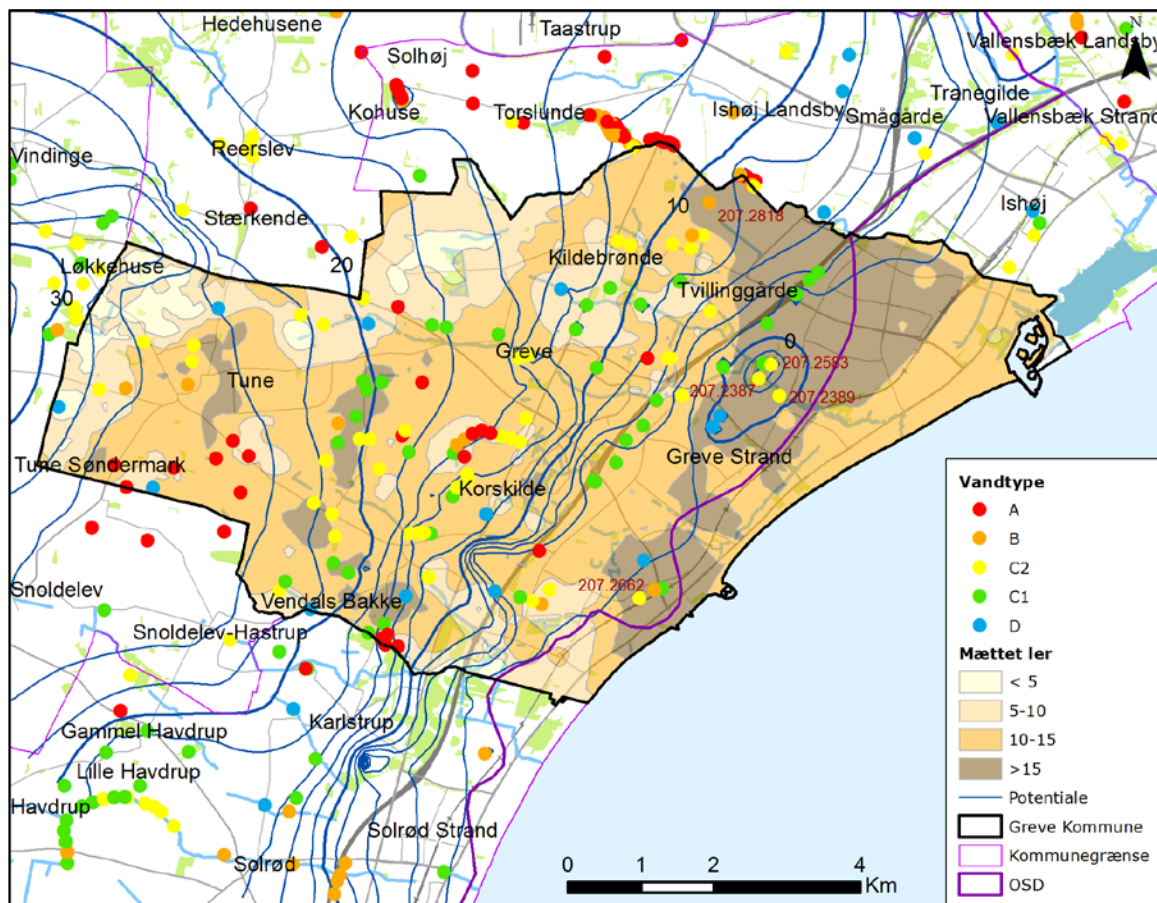 Hedehusene
Taastrup
N
Solhøj
Vallensbæk Landsby
Kohuse
Torslunde
Ishøj Landsby
Tranegilde
Smågårde
Vallensbæk Strand
Vindinge
Reerslev
Stærkende
Ishøj
10
207.2818
Løkkehuse
20
Kildebrønde
30
Tvillinggårde
0
Greve
207.2583
Tune
207.2387
207.2389
Tune Søndermark
Greve Strand
Korskilde
Snoldelev
207.2662
Vendals Bakke
Snoldelev-Hastrup
Karlstrup
Gammel Havdrup
Lille Havdrup
Havdrup
Solrød Strand
Solrød
0 1 2 4
Km
Vandtype
A
B
C2
C1
D
Mættet ler
< 5
5-10
10-15
>15
Potentiale
Greve Kommune
Kommunegrænse
OSD